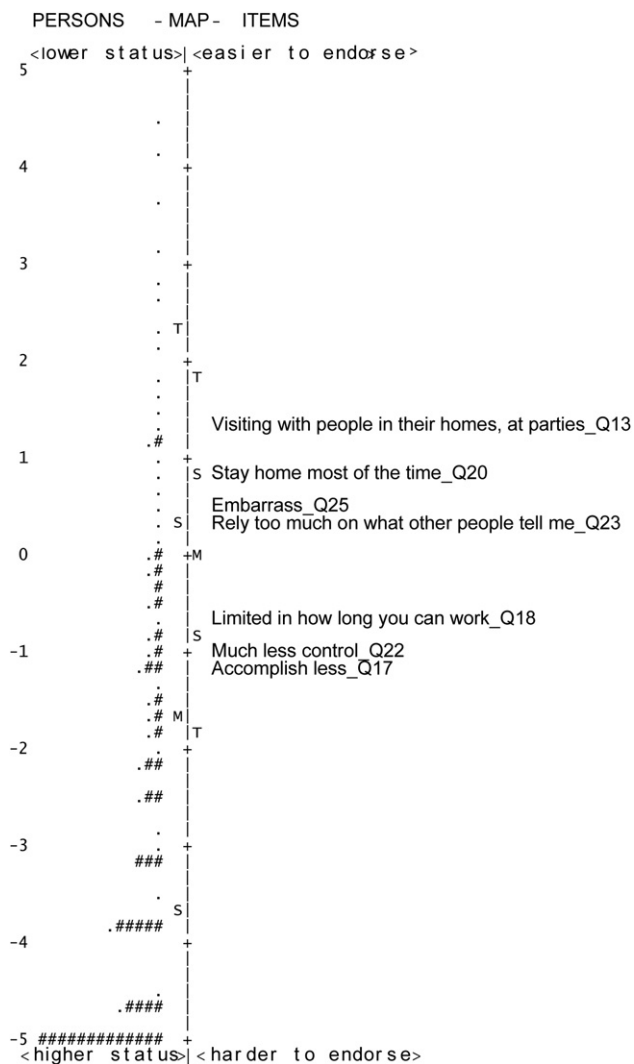 PERSONS - MAP - ITEMS
<lower status>|<easier to endorse>
5 +
.
.
4 +
.
3 . +
.
.
. T
.
2 +
. T
.
.
. Visiting with people in their homes, at parties_Q13
.#
1 . +
. S Stay home most of the time_Q20
.
. Embarrass_Q25
. S Rely too much on what other people tell me_Q23
.
0 .# +M
.#
#
.#
. Limited in how long you can work_Q18
.# S
-1 .# + Much less control_Q22
.## Accomplish less_Q17
.
.#
.# M
.# T
-2 . +
.##
.##
.
-3 . +
###
.
S
.#####
-4 +
.
.####
-5 ############# +
<higher status>|<harder to endorse>